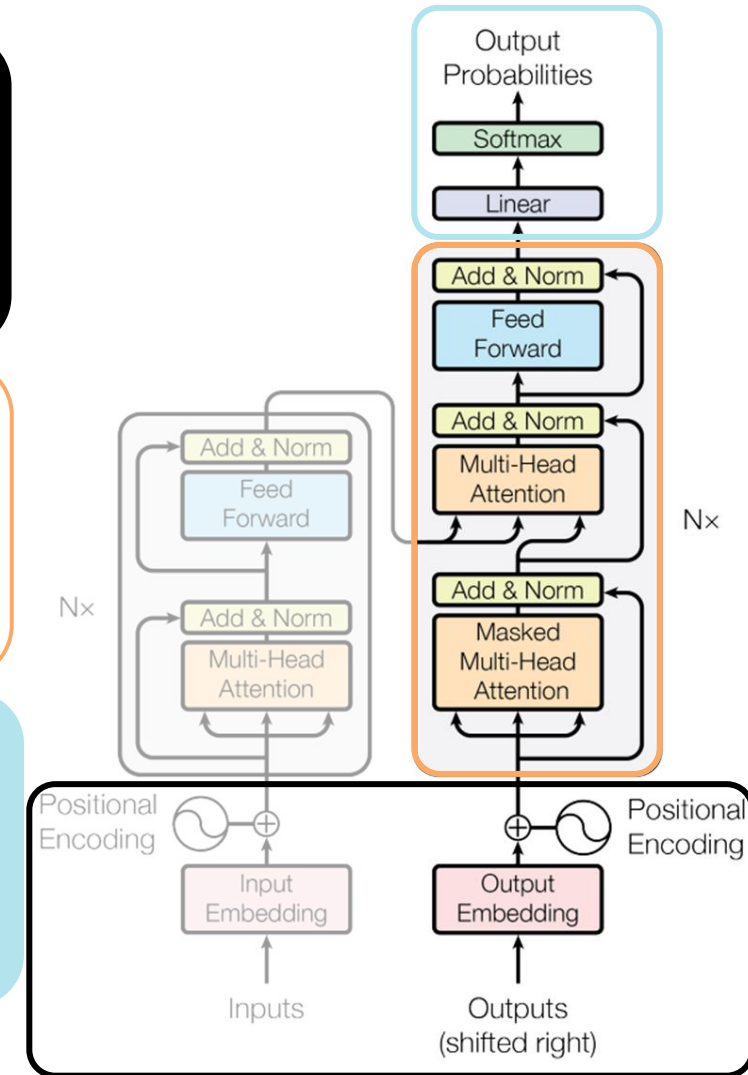 Output
Probabilities
Softmax
Linear
Add & Norm
Feed
Forward
Add & Norm
Multi-Head
Attention
Nx
Add & Norm
Masked
Multi-Head
Attention
Add & Norm
Feed
Forward
Nx
Add & Norm
Multi-Head
Attention
Positional
Encoding
Input
Embedding
Inputs
Positional
Encoding
Output
Embedding
Outputs
(shifted right)